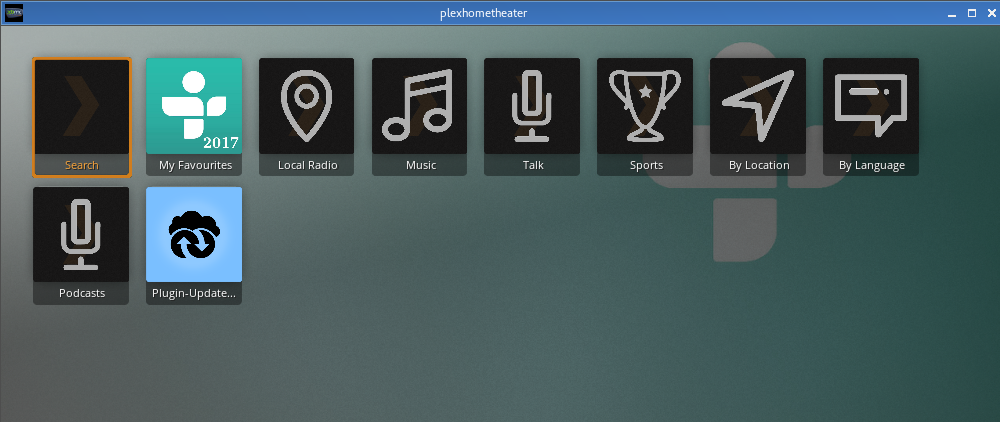 plexhometheater
2017
Search
My Favourites
Local Radio
Music
Talk
Sports
By Location
By Language
Podcasts
Plugin-Update...